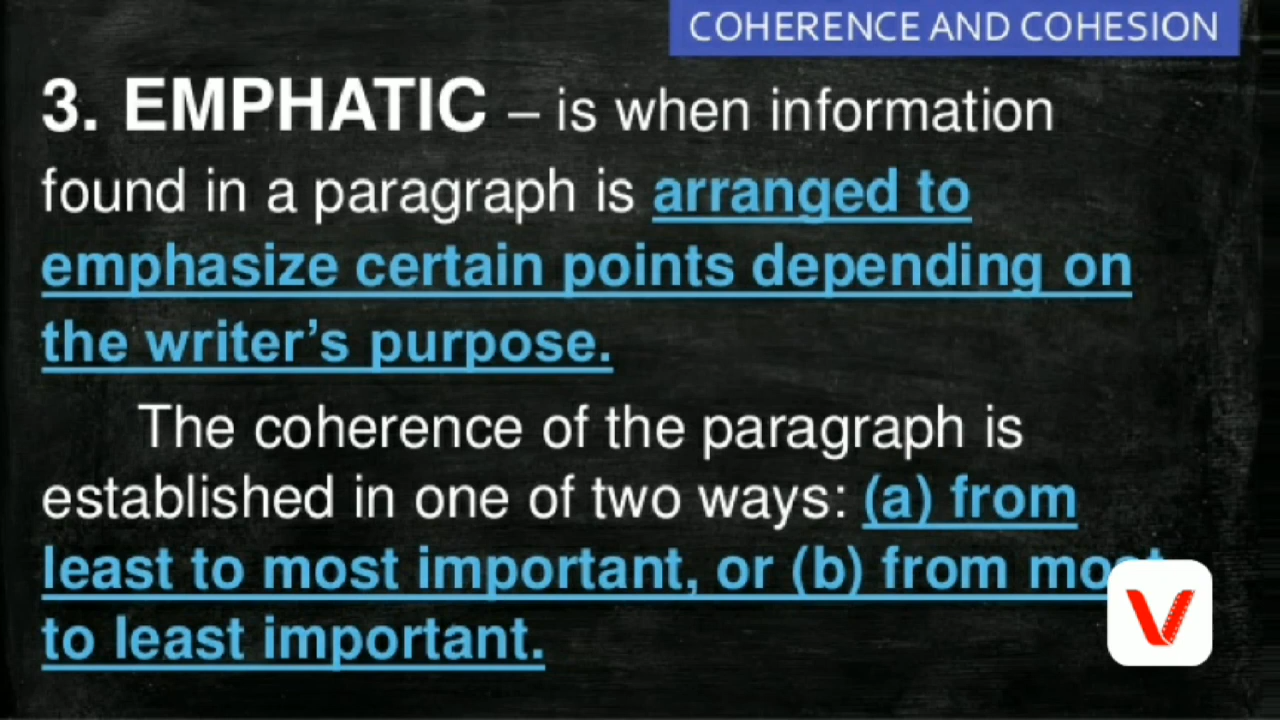 COHERENCE AND COHESION
3. EMPHATIC – is when information
found in a paragraph is arranged to
emphasize certain points depending on
the writer’s purpose.
The coherence of the paragraph is
established in one of two ways: (a) from
least to most important, or (b) from most
to least important.